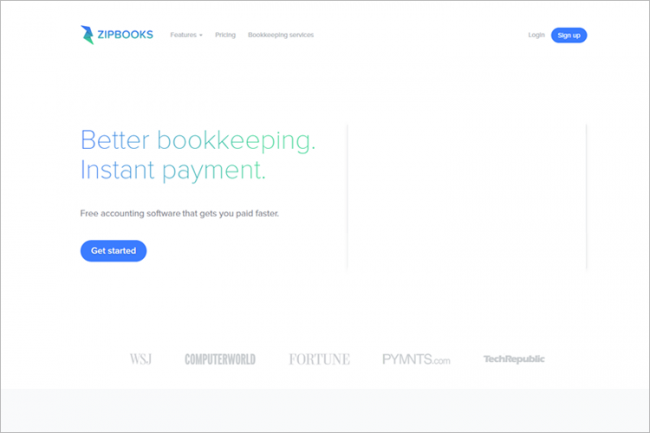 ZIPBOOKS Features Pricing Bookkeeping services Login Sign up
Better bookkeeping.
Instant payment.
Free accounting software that gets you paid faster.
Get started
WSJ COMPUTERWORLD FORTUNE PYMNTS.com TechRepublic